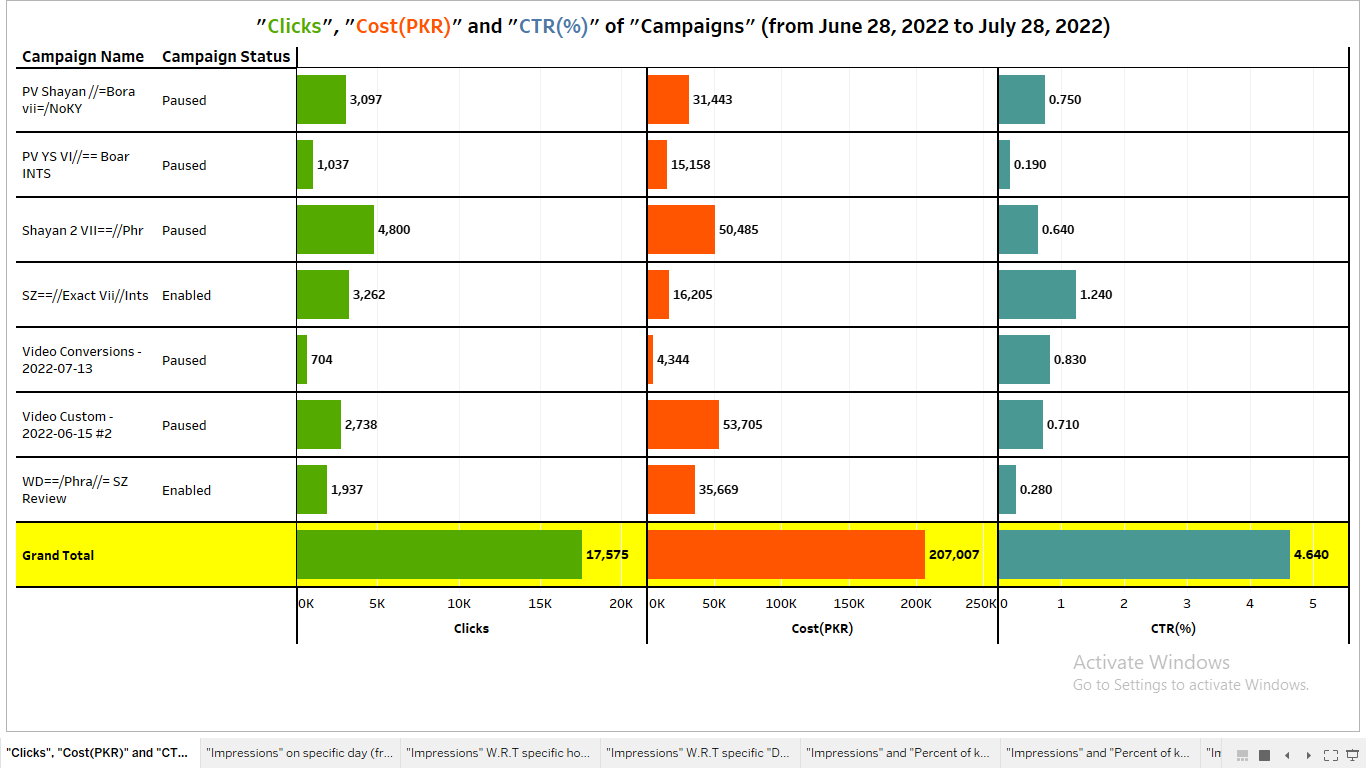 "Clicks", "Cost(PKR)" and "CTR(%)" of "Campaigns" (from June 28, 2022 to July 28, 2022)
Campaign Name Campaign Status
PV Shayan //=Bora
vii=/NoKY
Paused 3,097 31,443 0.750
PV YS VI//== Boar
INTS
Paused 1,037 15,158 0.190
Shayan 2 VII==//Phr Paused 4,800 50,485 0.640
SZ==//Exact Vii//Ints Enabled 3,262 16,205 1.240
Video Conversions -
2022-07-13
Paused 704 4,344 0.830
Video Custom -
2022-06-15 #2
Paused 2,738 53,705 0.710
WD==/Phra//= SZ
Review
Enabled 1,937 35,669 0.280
Grand Total 17,575 207,007 4.640
0K 5K 10K 15K 20K 0K 50K 100K 150K 200K 250K 0 1 2 3 4 5
Clicks Cost(PKR) CTR(%)
Activate Windows
Go to Settings to activate Windows.
"Clicks", "Cost(PKR)" and "CT... "Impressions" on specific day (fr... "Impressions" W.R.T specific ho... "Impressions" W.R.T specific "D... "Impressions" and "Percent of k... "Impressions" and "Percent of k... "In